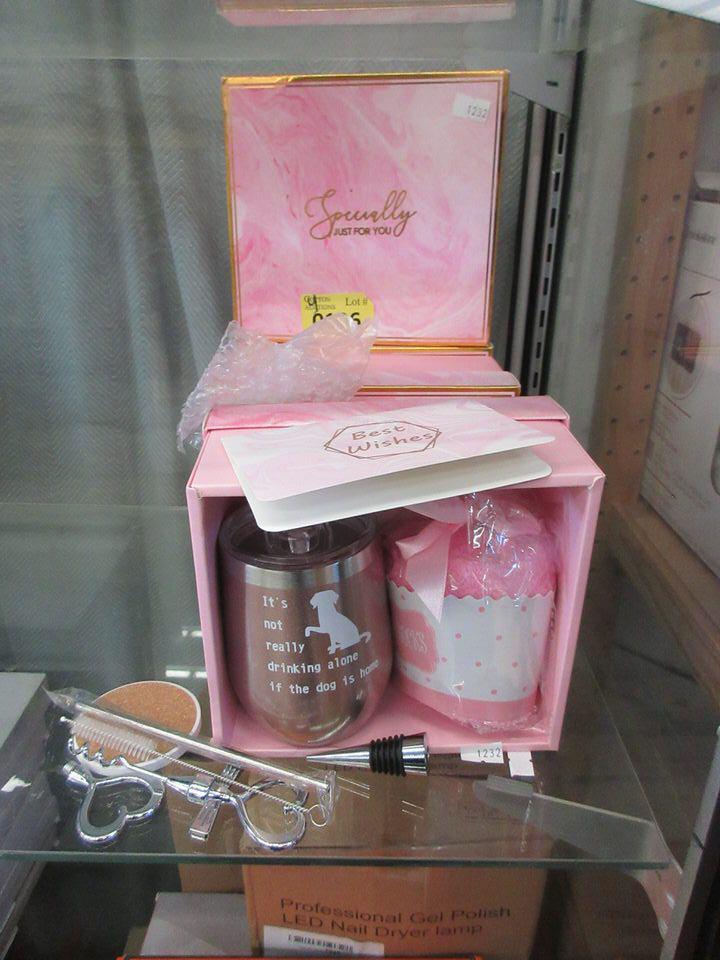 1232
Specially
JUST FOR YOU
Lot #
Best
Wishes
It's
not
really
drinking alone
if the dog is home
1232
Professional Gel Polish
LED Nail Dryer lamp